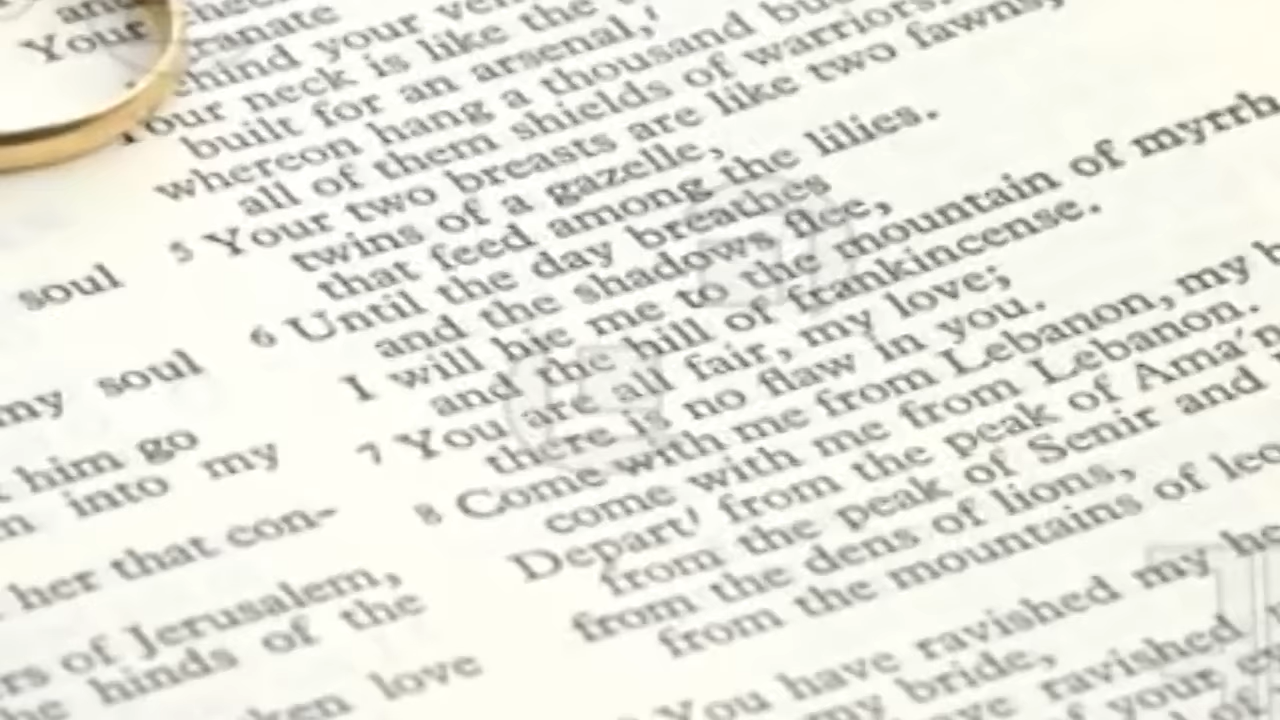 soul
my soul
him go
into my
her that con-
of Jerusalem,
hinds of the
love
Your
ranate
hind your
our neck is like the
built for an arsenal,
whereon hang a thousand
all of them shields of warriors.
5 Your two breasts are like two fawns,
twins of a gazelle,
that feed among the lilies.
6 Until the day breathes
and the shadows flee,
I will hie me to the mountain of myrrh
and the hill of frankincense.
7 You are all fair, my love;
there is no flaw in you.
8 Come with me from Lebanon, my
come with me from Lebanon.
Depart from the peak of Ama'n
from the peak of Senir and
from the dens of lions,
from the mountains of leo
You have ravished my
my bride,
ravished
of your
of